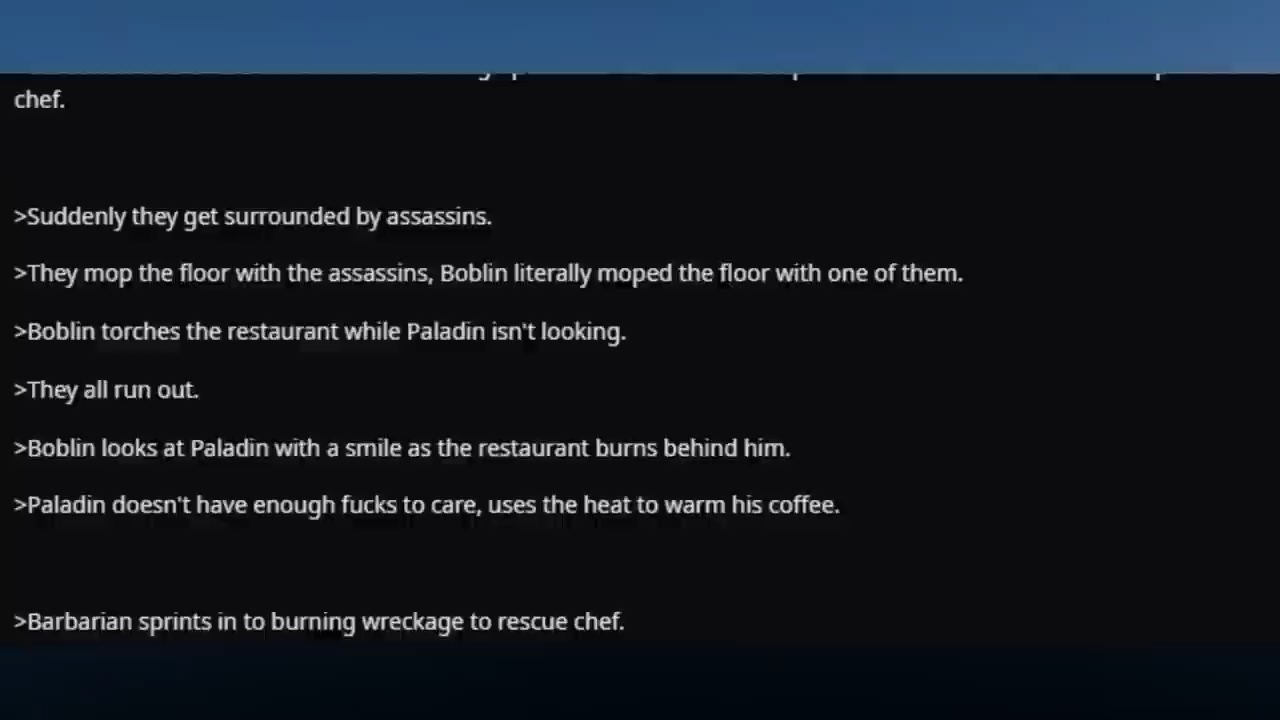 chef.
>Suddenly they get surrounded by assassins.
>They mop the floor with the assassins, Boblin literally moped the floor with one of them.
>Boblin torches the restaurant while Paladin isn't looking.
>They all run out.
>Boblin looks at Paladin with a smile as the restaurant burns behind him.
>Paladin doesn't have enough fucks to care, uses the heat to warm his coffee.
>Barbarian sprints in to burning wreckage to rescue chef.